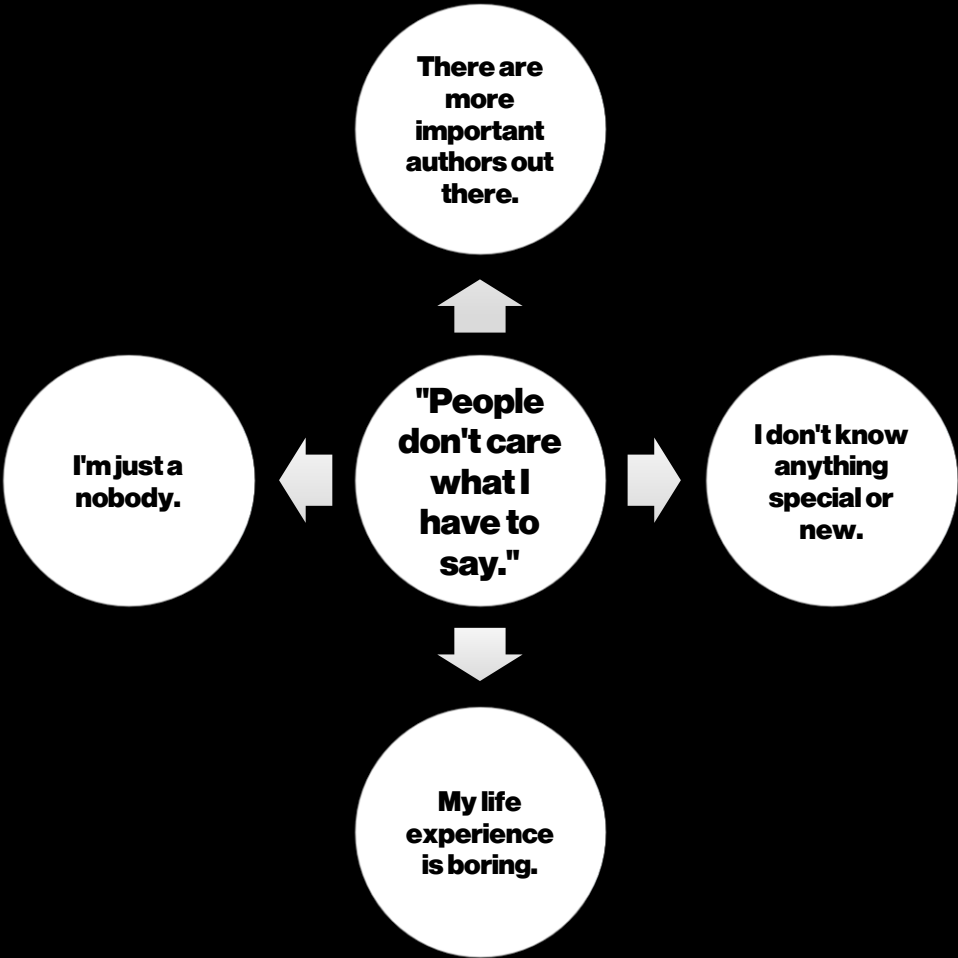 There are
more
important
authors out
there.
I'm just a
nobody.
"People
don't care
what I
have to
say."
I don't know
anything
special or
new.
My life
experience
is boring.